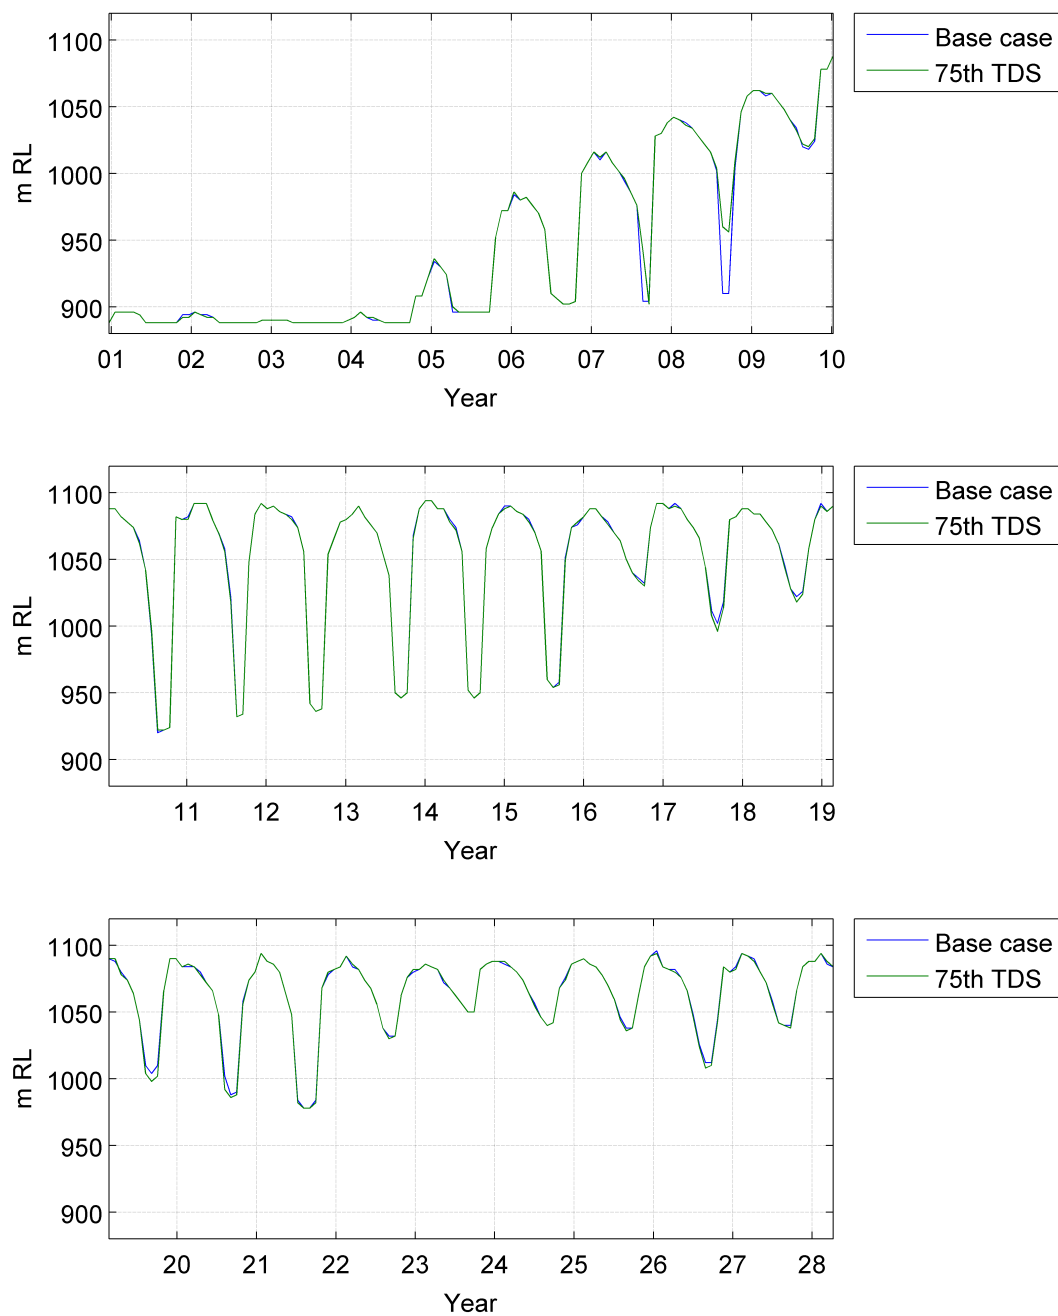 1100
1050
1000
950
900
m RL
01 02 03 04 05 06 07 08 09 10
Year
Base case
75th TDS
1100
1050
1000
950
900
m RL
11 12 13 14 15 16 17 18 19
Year
Base case
75th TDS
1100
1050
1000
950
900
m RL
20 21 22 23 24 25 26 27 28
Year
Base case
75th TDS